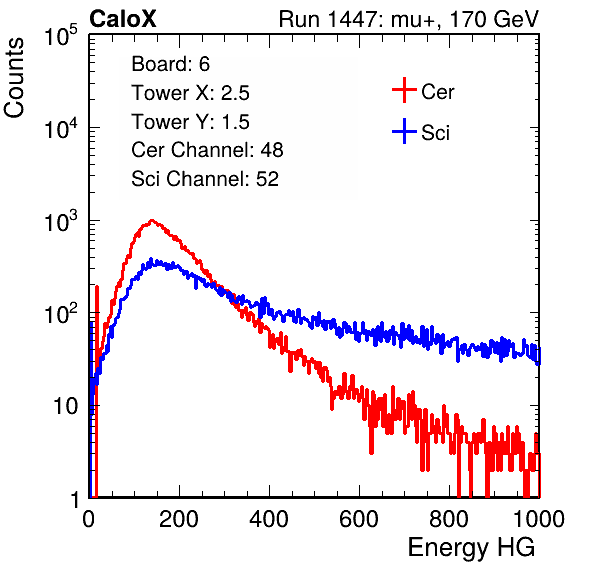 CaloX Run 1447: mu+, 170 GeV
Counts
10^5
10^4
10^3
10^2
10
1
Board: 6
Tower X: 2.5
Tower Y: 1.5
Cer Channel: 48
Sci Channel: 52
Cer
Sci
0 200 400 600 800 1000
Energy HG